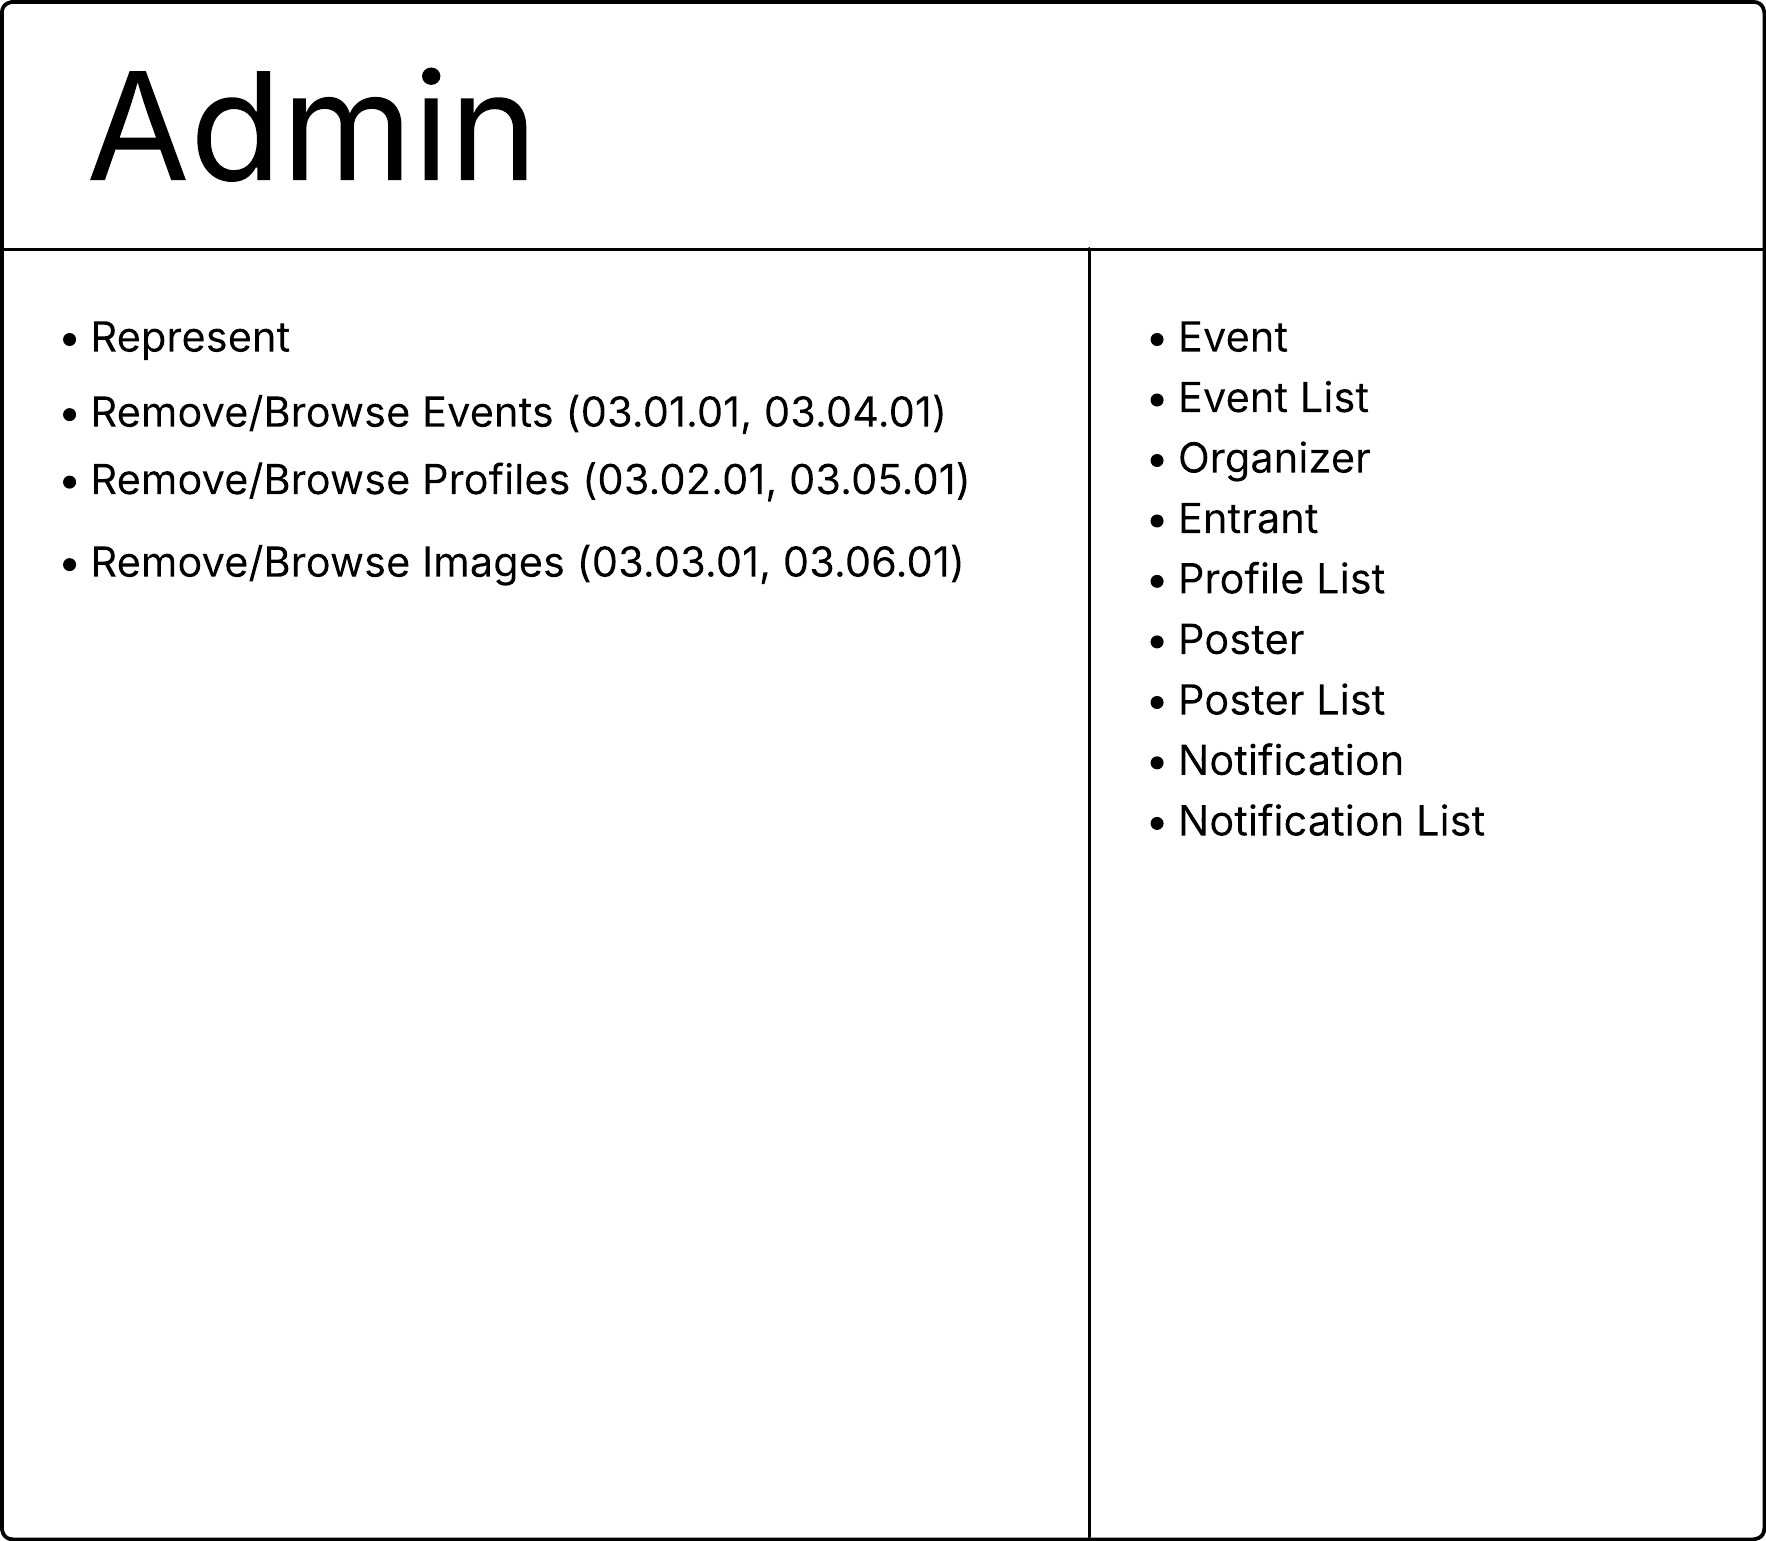 Admin
• Represent
• Remove/Browse Events (03.01.01, 03.04.01)
• Remove/Browse Profiles (03.02.01, 03.05.01)
• Remove/Browse Images (03.03.01, 03.06.01)
• Event
• Event List
• Organizer
• Entrant
• Profile List
• Poster
• Poster List
• Notification
• Notification List